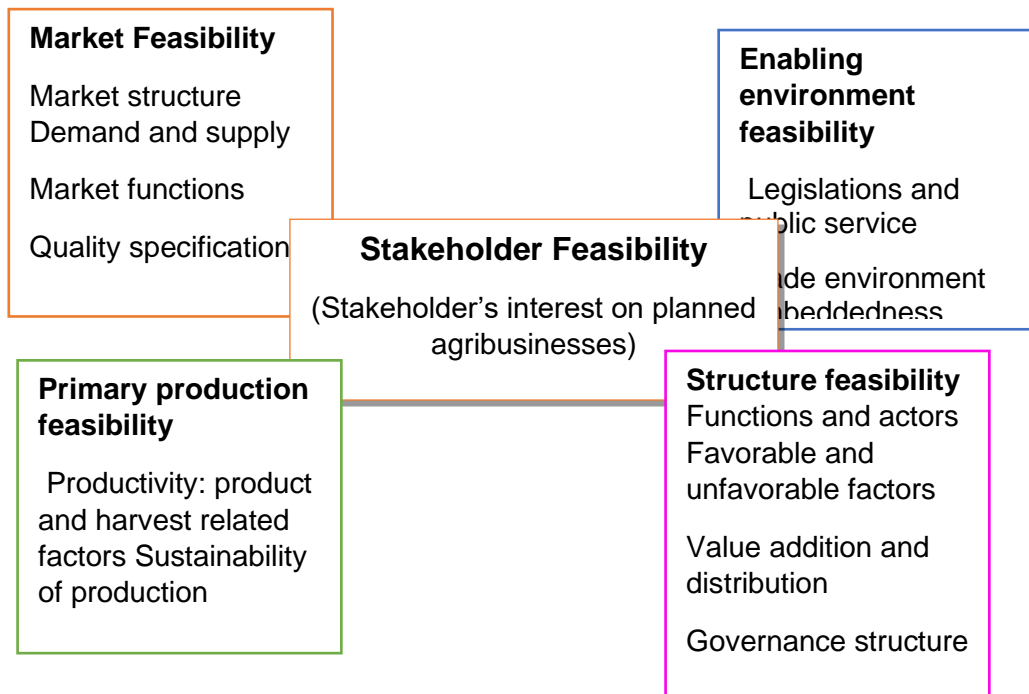 Market Feasibility
Market structure
Demand and supply
Market functions
Quality specification
Enabling
environment
feasibility
Legislations and
public service
environment
Stakeholder Feasibility
(Stakeholder's interest on planned
agribusinesses)
Primary production
feasibility
Productivity: product
and harvest related
factors Sustainability
of production
Structure feasibility
Functions and actors
Favorable and
unfavorable factors
Value addition and
distribution
Governance structure